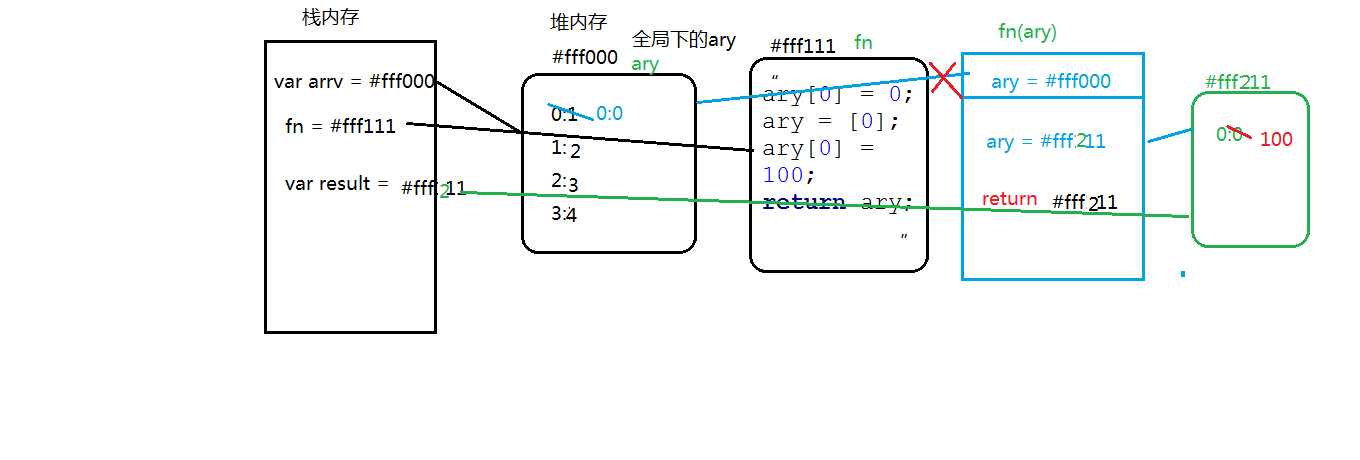 栈内存
var arrv = #fff000
fn = #fff111
var result = #fff211
堆内存
#fff000
全局下的ary
ary
0:1 0:0
1:2
2:3
3:4
#fff111 fn
“
ary[0] = 0;
ary = [0];
ary[0] =
100;
return ary;
”
fn(ary)
ary = #fff000
ary = #fff211
return #fff211
#fff211
0:0 100